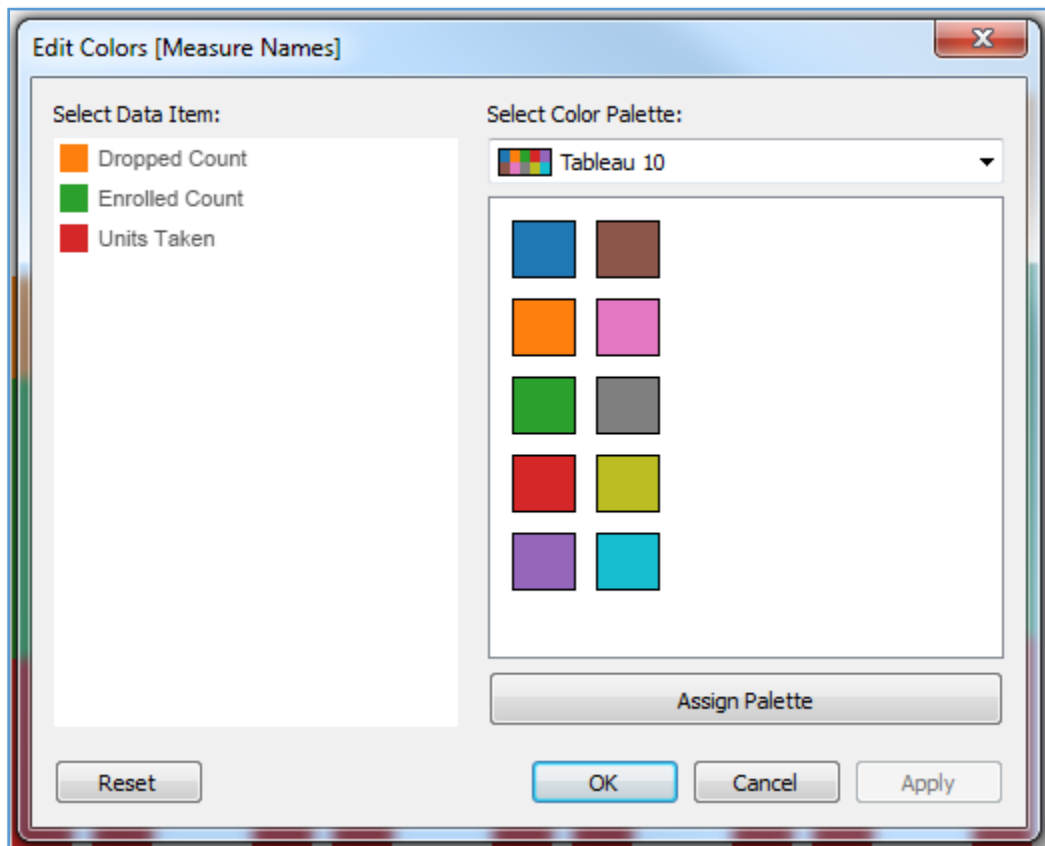 Edit Colors [Measure Names]
Select Data Item:
Dropped Count
Enrolled Count
Units Taken
Select Color Palette:
Tableau 10
Assign Palette
Reset
OK
Cancel
Apply